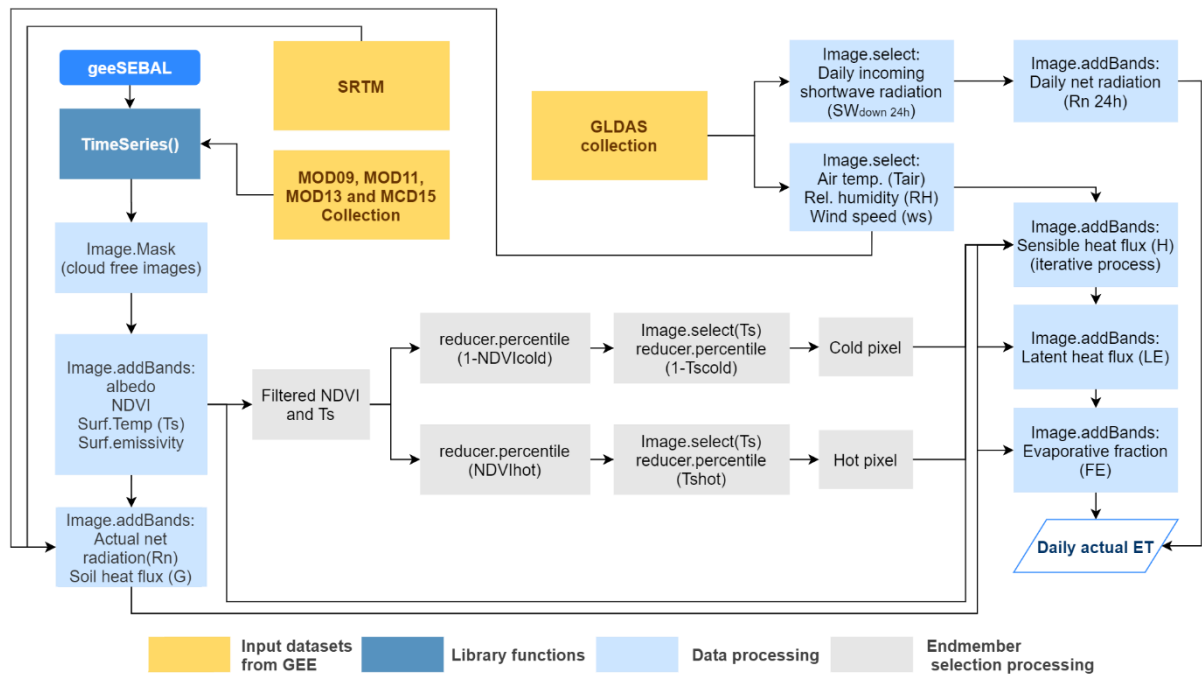 geeSEBAL
TimeSeries()
SRTM
MOD09, MOD11,
MOD13 and MCD15
Collection
GLDAS
collection
Image.select:
Daily incoming
shortwave radiation
(SWdown 24h)
Image.addBands:
Daily net radiation
(Rn 24h)
Image.select:
Air temp. (Tair)
Rel. humidity (RH)
Wind speed (ws)
Image.Mask
(cloud free images)
Image.addBands:
Sensible heat flux (H)
(iterative process)
Image.addBands:
albedo
NDVI
Surf.Temp (Ts)
Surf.emissivity
Filtered NDVI
and Ts
reducer.percentile
(1-NDVIcold)
Image.select(Ts)
reducer.percentile
(1-Tscold)
Cold pixel
Image.addBands:
Latent heat flux (LE)
reducer.percentile
(NDVIhot)
Image.select(Ts)
reducer.percentile
(Tshot)
Hot pixel
Image.addBands:
Evaporative fraction
(FE)
Image.addBands:
Actual net
radiation(Rn)
Soil heat flux (G)
Daily actual ET
Input datasets
from GEE
Library functions
Data processing
Endmember
selection processing